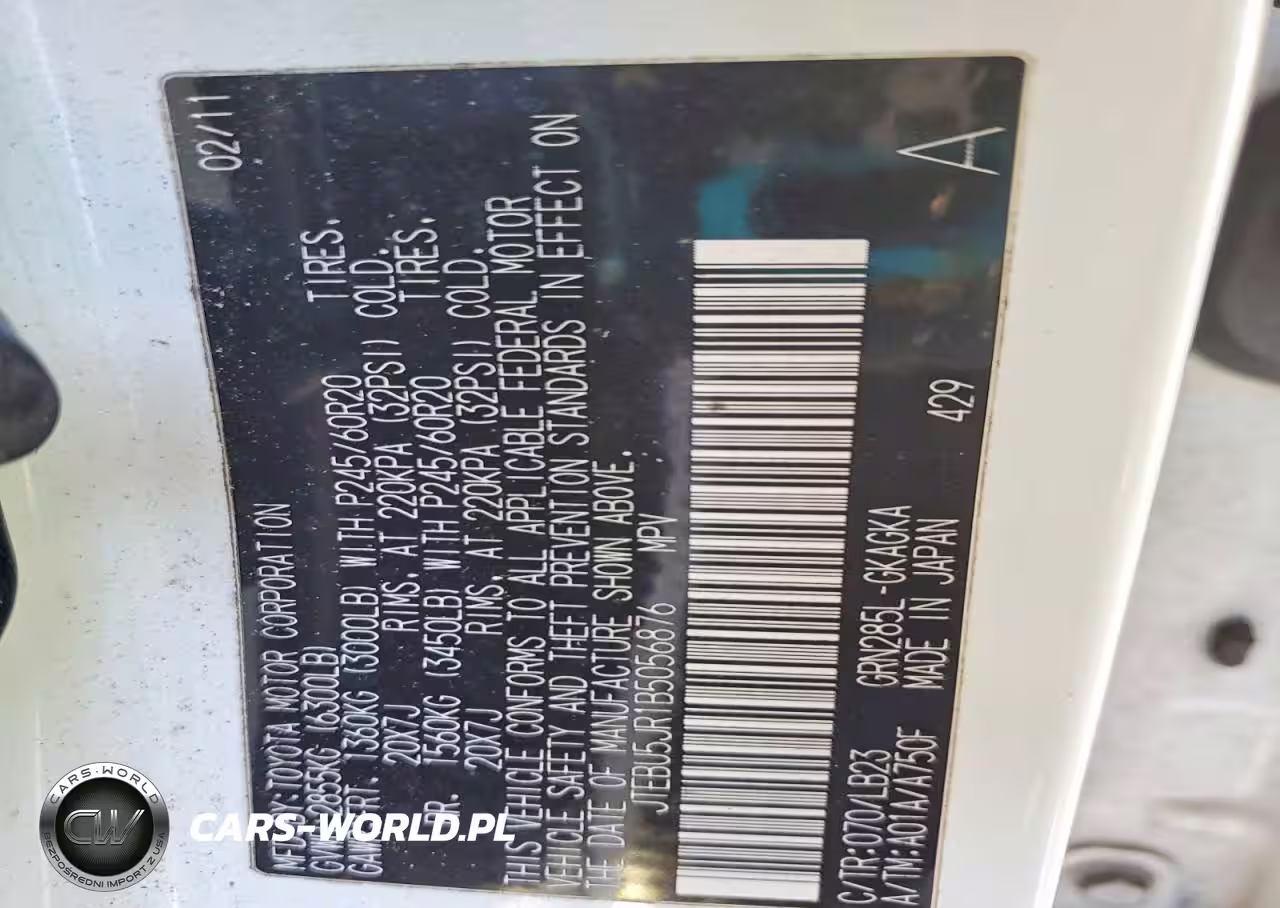 02/11
MFD.BY:TOYOTA MOTOR CORPORATION
GVWR 2855KG (6300LB)
GAWR FRT. 1360KG (3000LB) WITH P245/60R20 TIRES.
20X7J RIMS, AT 220KPA (32PSI) COLD.
RR. 1560KG (3450LB) WITH P245/60R20 TIRES.
20X7J RIMS, AT 220KPA (32PSI) COLD.
THIS VEHICLE CONFORMS TO ALL APPLICABLE FEDERAL MOTOR
VEHICLE SAFETY AND THEFT PREVENTION STANDARDS IN EFFECT ON
THE DATE OF MANUFACTURE SHOWN ABOVE.
JTEBU5JR1B5056876 MPV
C/TR:070/LB23 GRN285L-GKAGKA
A/TM:A01A/A750F MADE IN JAPAN 429
A
CARS-WORLD
CW
BEZPOŚREDNI IMPORT Z USA
CARS-WORLD.PL